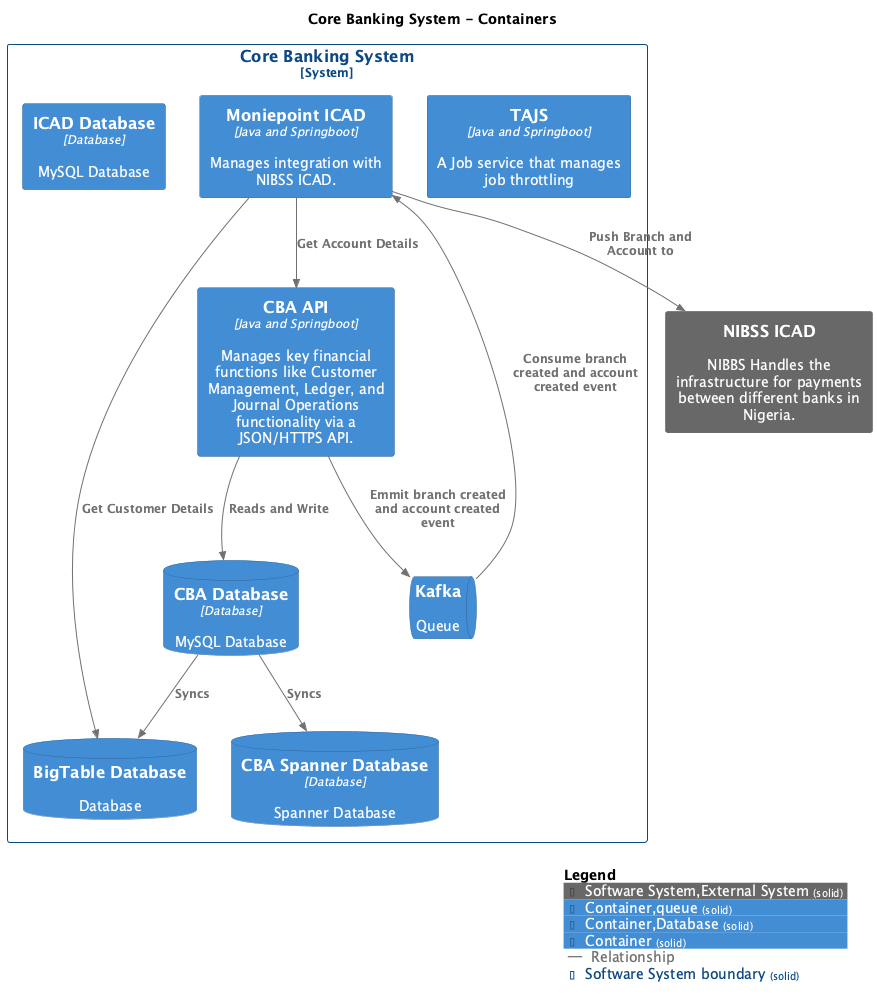 Core Banking System - Containers
Core Banking System
[System]
ICAD Database
[Database]
MySQL Database
Moniepoint ICAD
[Java and Springboot]
Manages integration with
NIBSS ICAD.
TAJS
[Java and Springboot]
A Job service that manages
job throttling
Get Account Details
Push Branch and
Account to
CBA API
[Java and Springboot]
Manages key financial
functions like Customer
Management, Ledger, and
Journal Operations
functionality via a
JSON/HTTPS API.
NIBSS ICAD
NIBBS Handles the
infrastructure for payments
between different banks in
Nigeria.
Consume branch
created and account
created event
Get Customer Details
Reads and Write
Emmit branch created
and account created
event
CBA Database
[Database]
MySQL Database
Kafka
Queue
Syncs
Syncs
BigTable Database
Database
CBA Spanner Database
[Database]
Spanner Database
Legend
Software System,External System (solid)
Container,queue (solid)
Container,Database (solid)
Container (solid)
Relationship
Software System boundary (solid)